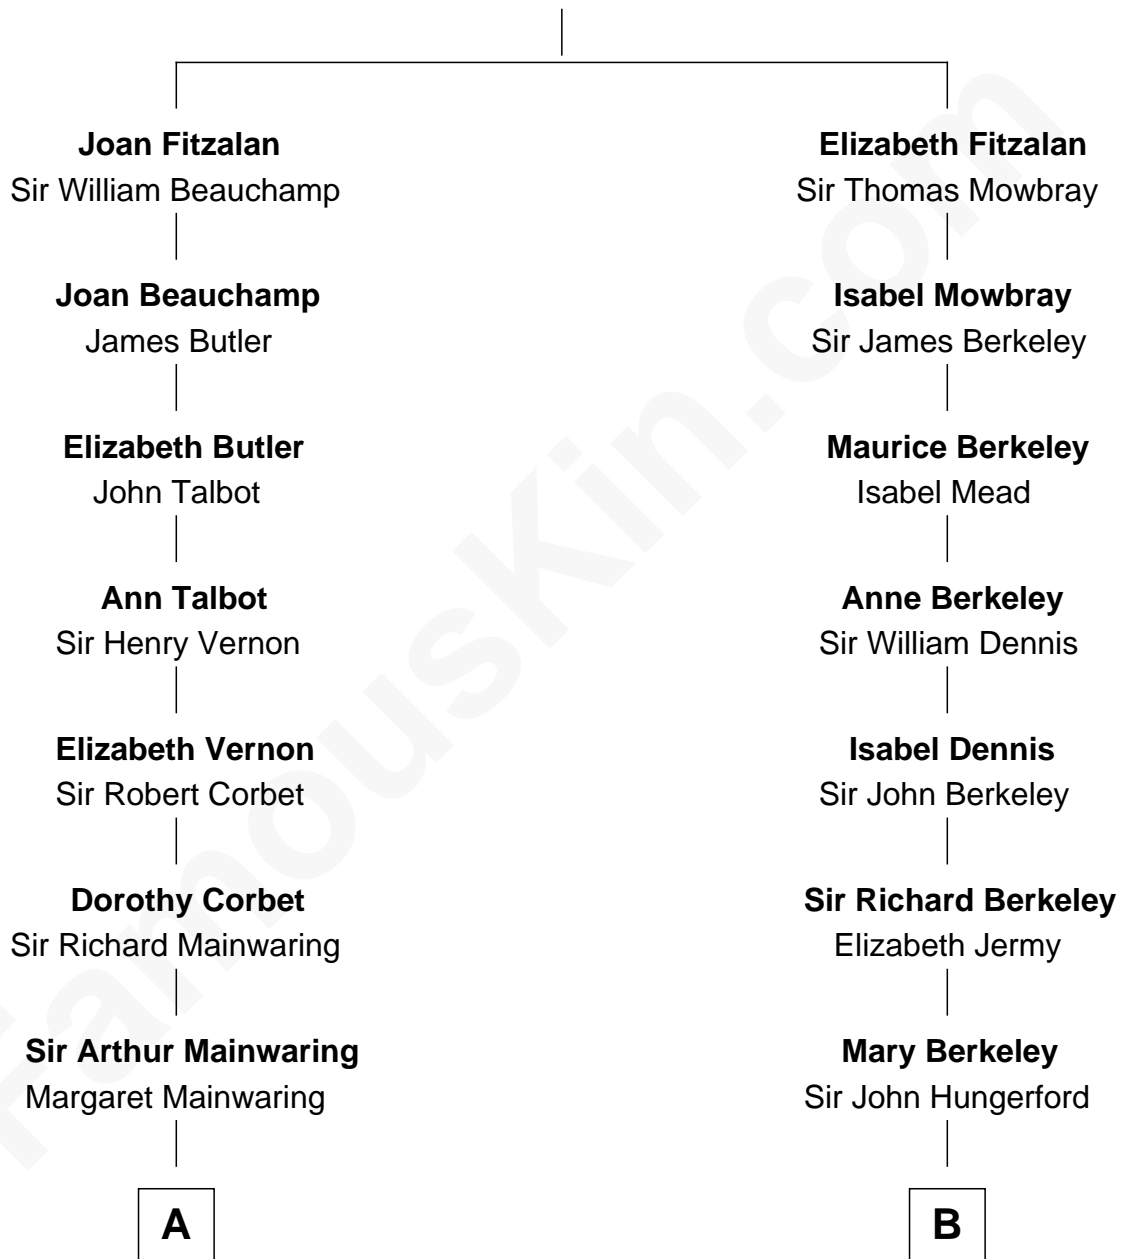 Joan Fitzalan
Sir William Beauchamp
Joan Beauchamp
James Butler
Elizabeth Butler
John Talbot
Ann Talbot
Sir Henry Vernon
Elizabeth Vernon
Sir Robert Corbet
Dorothy Corbet
Sir Richard Mainwaring
Sir Arthur Mainwaring
Margaret Mainwaring
A
Elizabeth Fitzalan
Sir Thomas Mowbray
Isabel Mowbray
Sir James Berkeley
Maurice Berkeley
Isabel Mead
Anne Berkeley
Sir William Dennis
Isabel Dennis
Sir John Berkeley
Sir Richard Berkeley
Elizabeth Jermy
Mary Berkeley
Sir John Hungerford
B
FamousKin.com